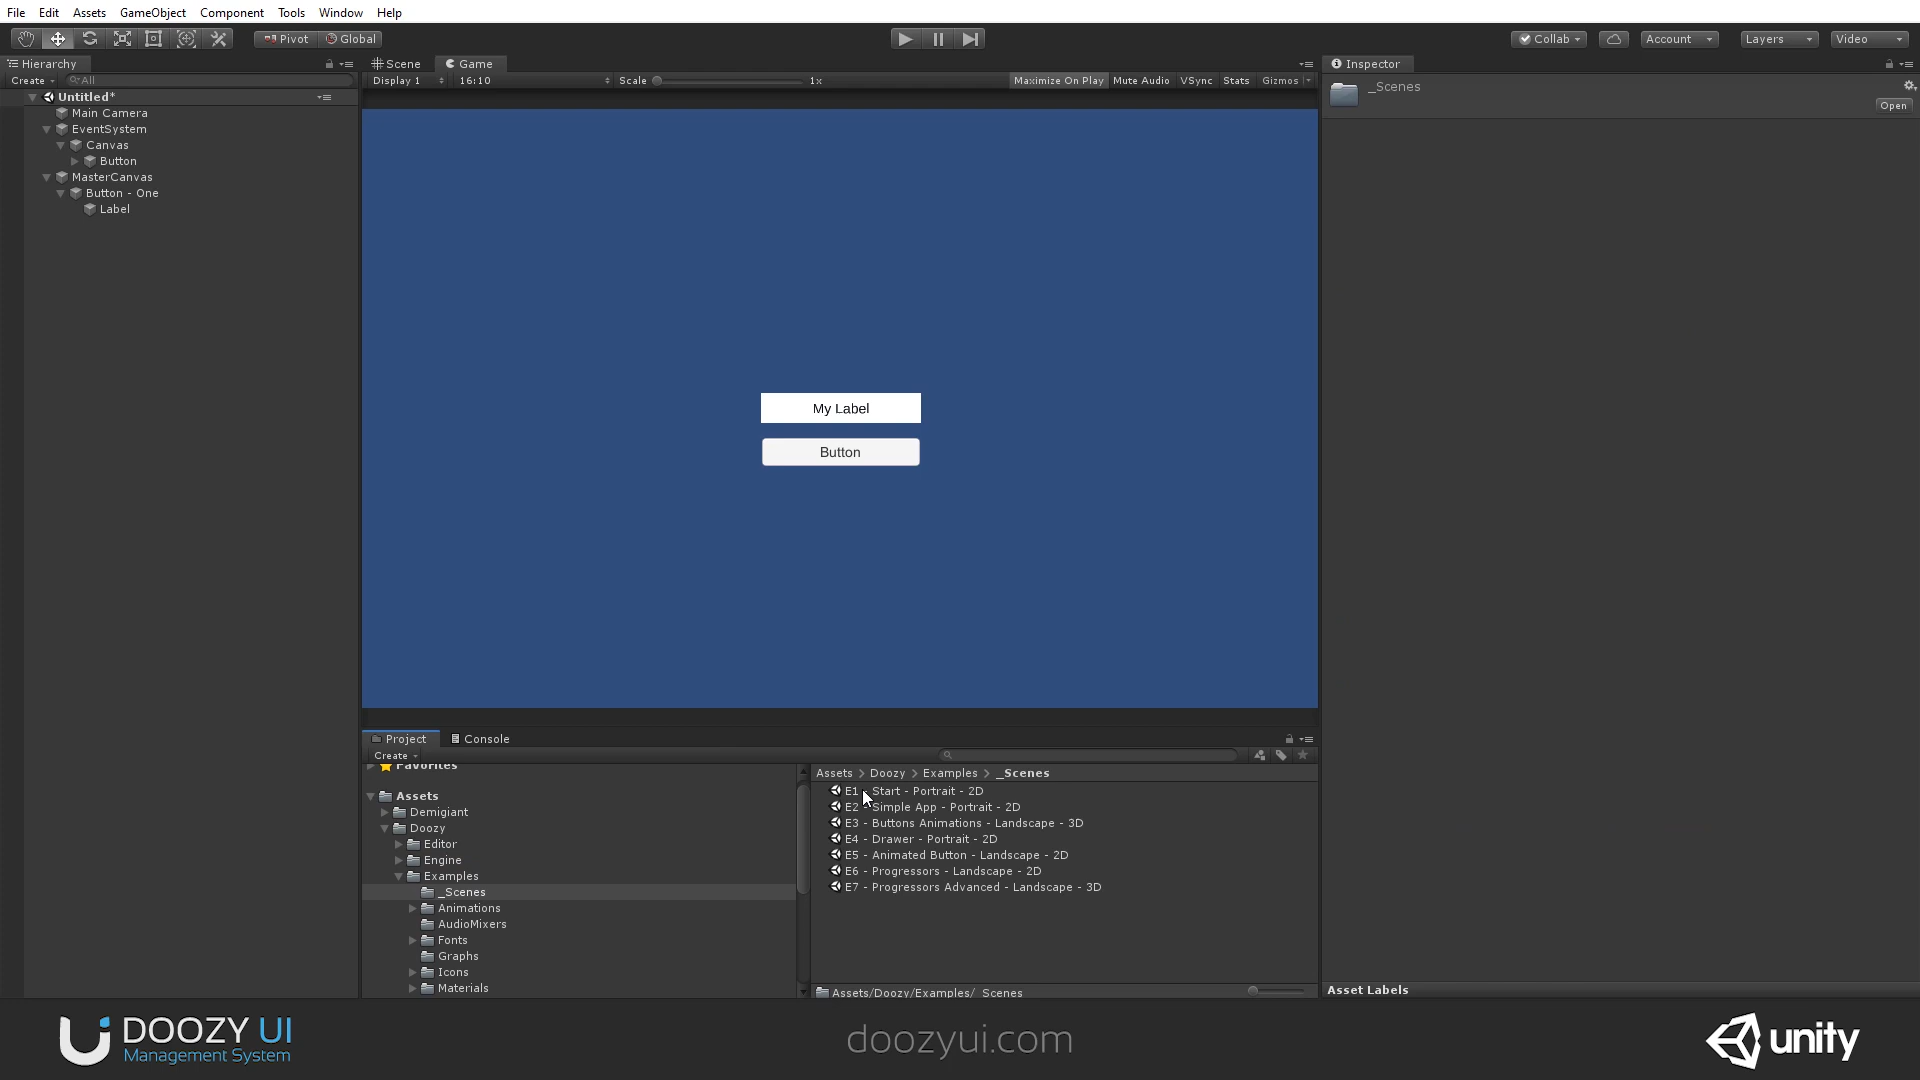 File Edit Assets GameObject Component Tools Window Help
Pivot Global Collab Account Layers Video
Hierarchy
Create All
Untitled*
Main Camera
EventSystem
Canvas
Button
MasterCanvas
Button - One
Label
Scene Game
Display 1 16:10 Scale 1x Maximize On Play Mute Audio VSync Stats Gizmos
My Label
Button
Inspector
_Scenes
Open
Project Console
Create
Favorites
Assets
Demigiant
Doozy
Editor
Engine
Examples
_Scenes
Animations
AudioMixers
Fonts
Graphs
Icons
Materials
Assets > Doozy > Examples > _Scenes
E1 - Start - Portrait - 2D
E2 - Simple App - Portrait - 2D
E3 - Buttons Animations - Landscape - 3D
E4 - Drawer - Portrait - 2D
E5 - Animated Button - Landscape - 2D
E6 - Progressors - Landscape - 2D
E7 - Progressors Advanced - Landscape - 3D
Assets/Doozy/Examples/_Scenes
Asset Labels
DOOZY UI
Management System
doozyui.com
unity